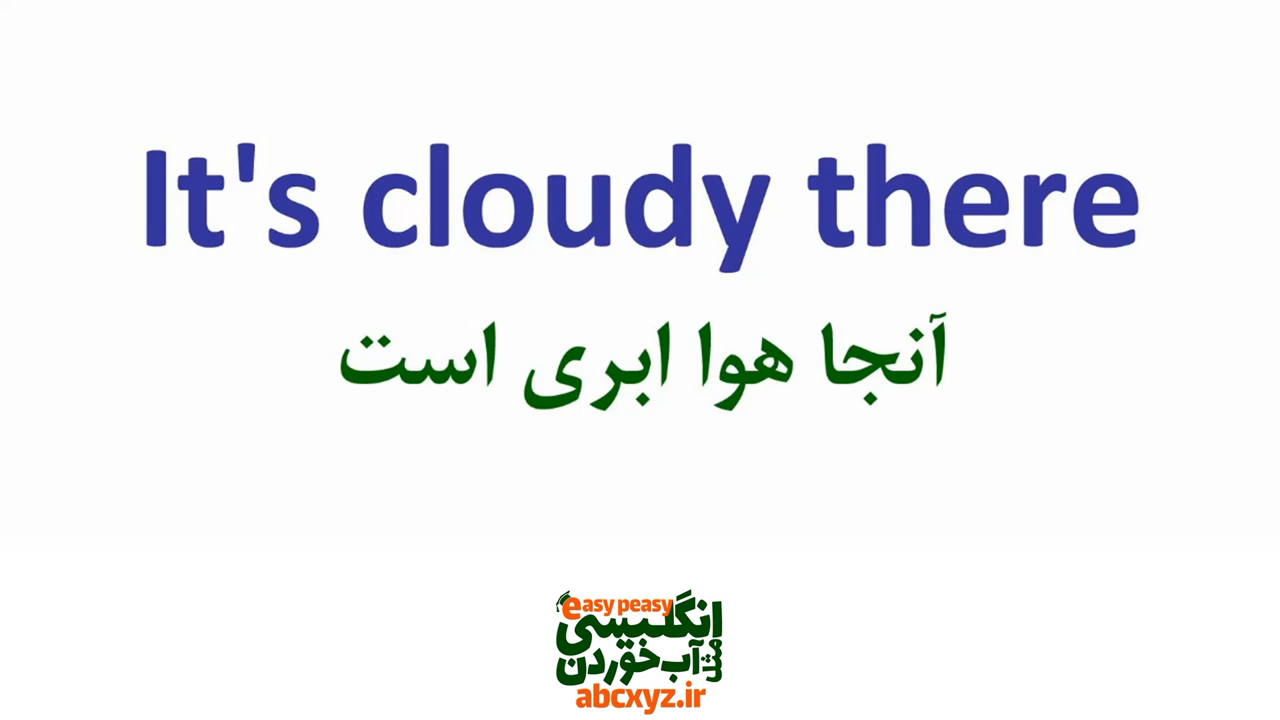 It's cloudy there
آنجا هوا ابری است
easy peasy
انگلیسی
مثل آب خوردن
abcxyz.ir